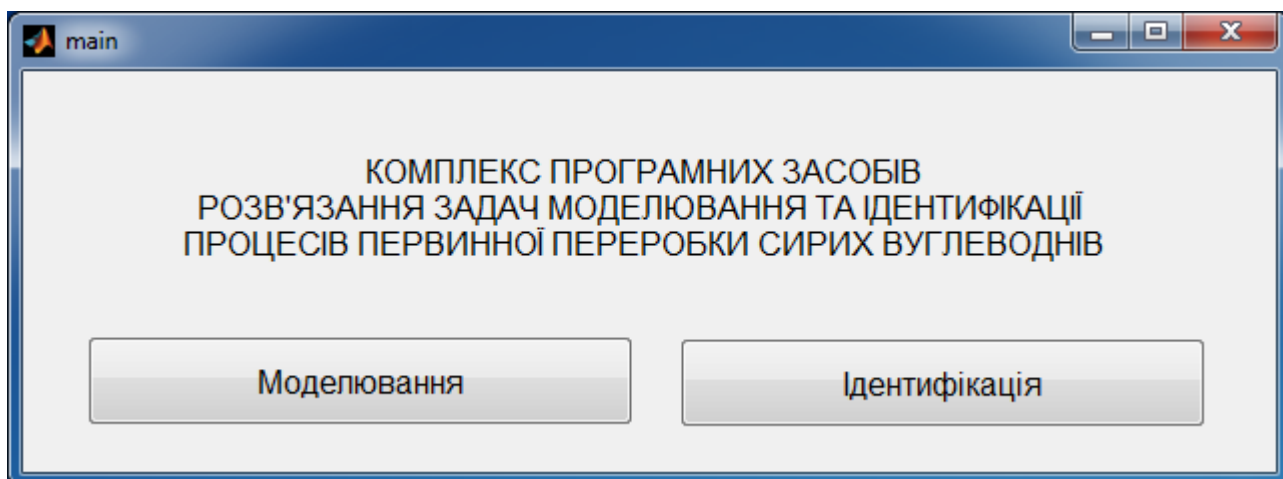 main
КОМПЛЕКС ПРОГРАМНИХ ЗАСОБІВ
РОЗВ'ЯЗАННЯ ЗАДАЧ МОДЕЛЮВАННЯ ТА ІДЕНТИФІКАЦІЇ
ПРОЦЕСІВ ПЕРВИННОЇ ПЕРЕРОБКИ СИРИХ ВУГЛЕВОДНІВ
Моделювання
Ідентифікація